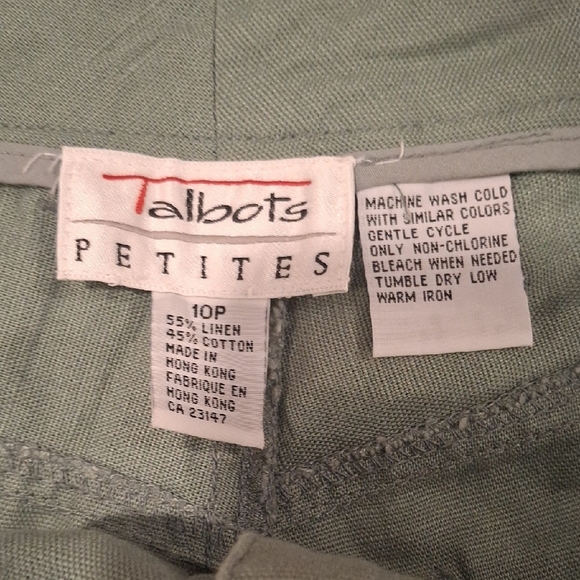 Talbots
PETITES
10P
55% LINEN
45% COTTON
MADE IN
HONG KONG
FABRIQUE EN
HONG KONG
CA 23147
MACHINE WASH COLD
WITH SIMILAR COLORS
GENTLE CYCLE
ONLY NON-CHLORINE
BLEACH WHEN NEEDED
TUMBLE DRY LOW
WARM IRON